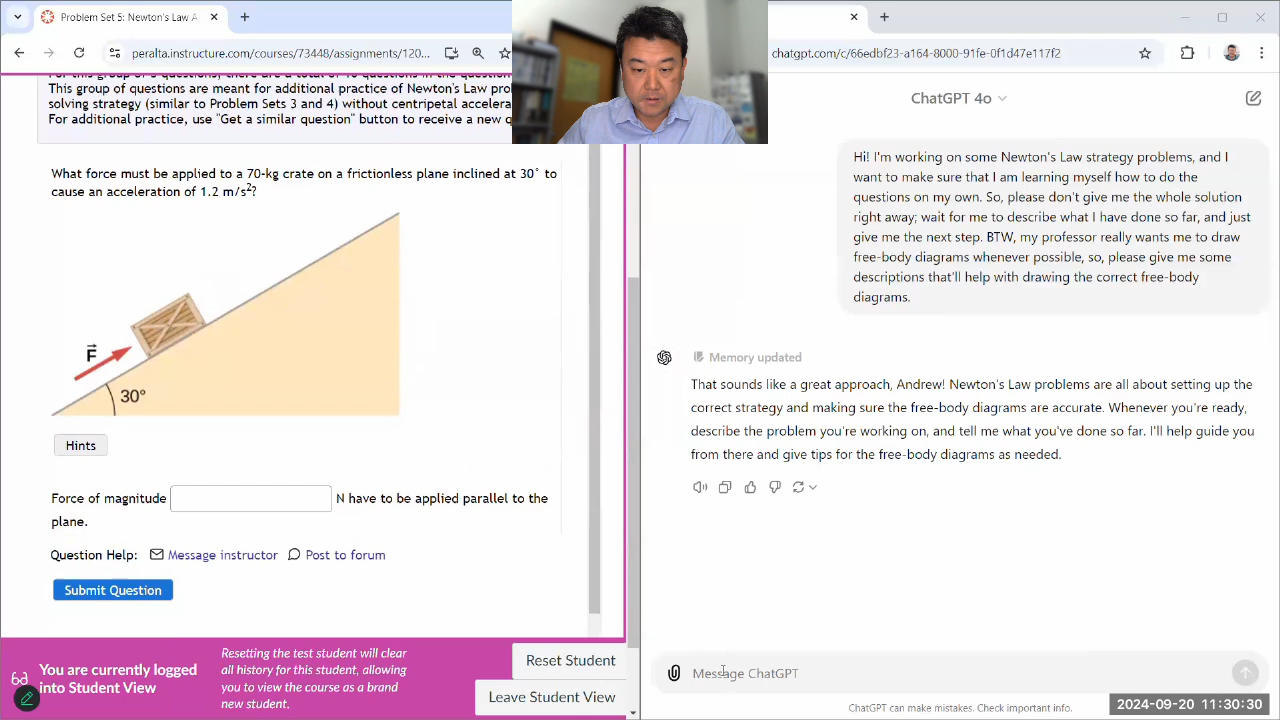 Problem Set 5: Newton's Law A
peralta.instructure.com/courses/73448/assignments/120...
chatgpt.com/c/66edbf23-a164-8000-91fe-0f1d47e117f2
This group of questions are meant for additional practice of Newton's Law pro
solving strategy (similar to Problem Sets 3 and 4) without centripetal accelera
For additional practice, use "Get a similar question" button to receive a new q
What force must be applied to a 70-kg crate on a frictionless plane inclined at 30° to
cause an acceleration of 1.2 m/s²?
F
30°
Hints
Force of magnitude N have to be applied parallel to the
plane.
Question Help: Message instructor Post to forum
Submit Question
You are currently logged
into Student View
Resetting the test student will clear
all history for this student, allowing
you to view the course as a brand
new student.
Reset Student
Leave Student View
ChatGPT 4o
Hi! I'm working on some Newton's Law strategy problems, and I
want to make sure that I am learning myself how to do the
questions on my own. So, please don't give me the whole solution
right away; wait for me to describe what I have done so far, and just
give me the next step. BTW, my professor really wants me to draw
free-body diagrams whenever possible, so, please give me some
descriptions that'll help with drawing the correct free-body
diagrams.
Memory updated
That sounds like a great approach, Andrew! Newton's Law problems are all about setting up the
correct strategy and making sure the free-body diagrams are accurate. Whenever you're ready,
describe the problem you're working on, and tell me what you've done so far. I'll help guide you
from there and give tips for the free-body diagrams as needed.
Message ChatGPT
ChatGPT can make mistakes. Check important info.
2024-09-20 11:30:30